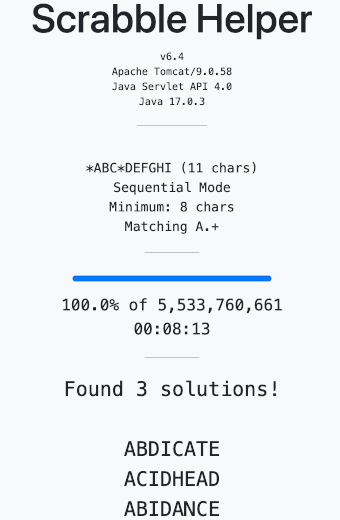 Scrabble Helper
v6.4
Apache Tomcat/9.0.58
Java Servlet API 4.0
Java 17.0.3
*ABC*DEFGHI (11 chars)
Sequential Mode
Minimum: 8 chars
Matching A.+
100.0% of 5,533,760,661
00:08:13
Found 3 solutions!
ABDICATE
ACIDHEAD
ABIDANCE